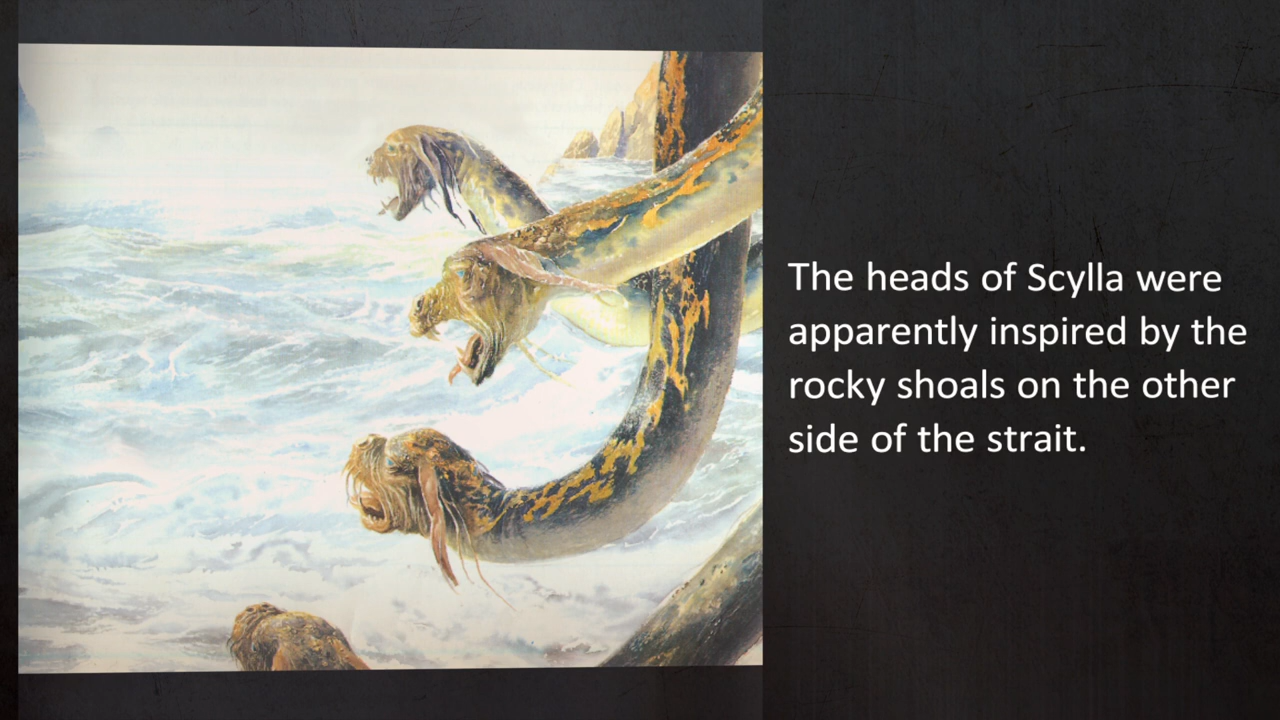 The heads of Scylla were
apparently inspired by the
rocky shoals on the other
side of the strait.